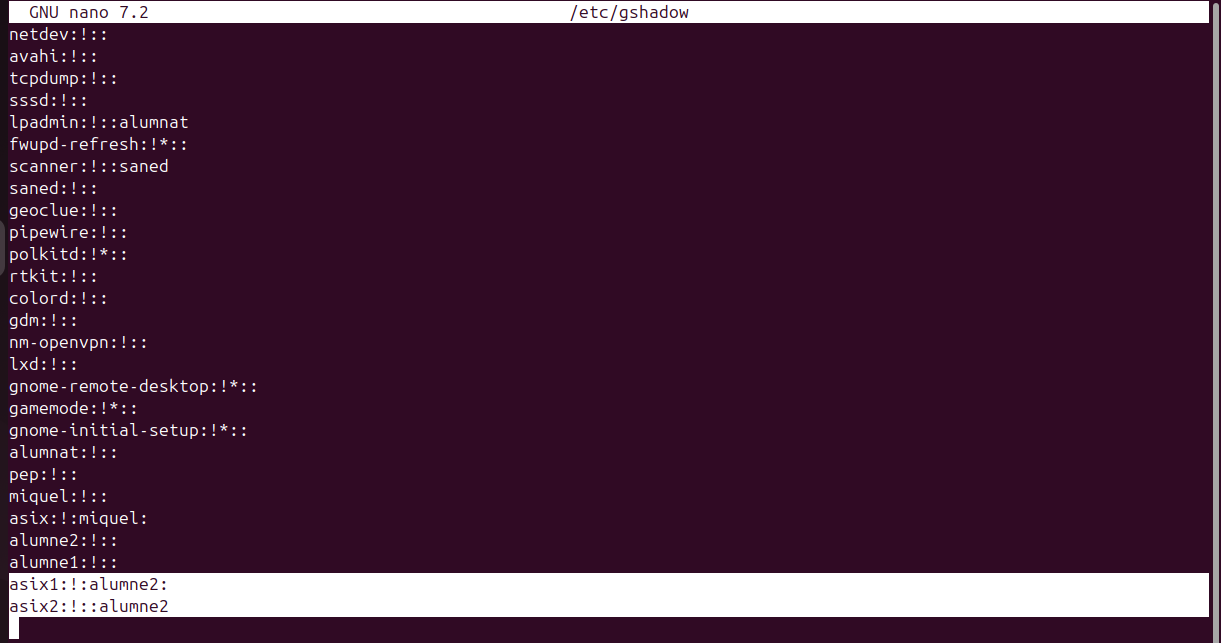 GNU nano 7.2 /etc/gshadow
netdev:!::
avahi:!::
tcpdump:!::
sssd:!::
lpadmin:!::alumnat
fwupd-refresh:!*::
scanner:!::saned
saned:!::
geoclue:!::
pipewire:!::
polkitd:!*::
rtkit:!::
colord:!::
gdm:!::
nm-openvpn:!::
lxd:!::
gnome-remote-desktop:!*::
gamemode:!*::
gnome-initial-setup:!*::
alumnat:!::
pep:!::
miquel:!::
asix:!:miquel:
alumne2:!::
alumne1:!::
asix1:!:alumne2:
asix2:!::alumne2